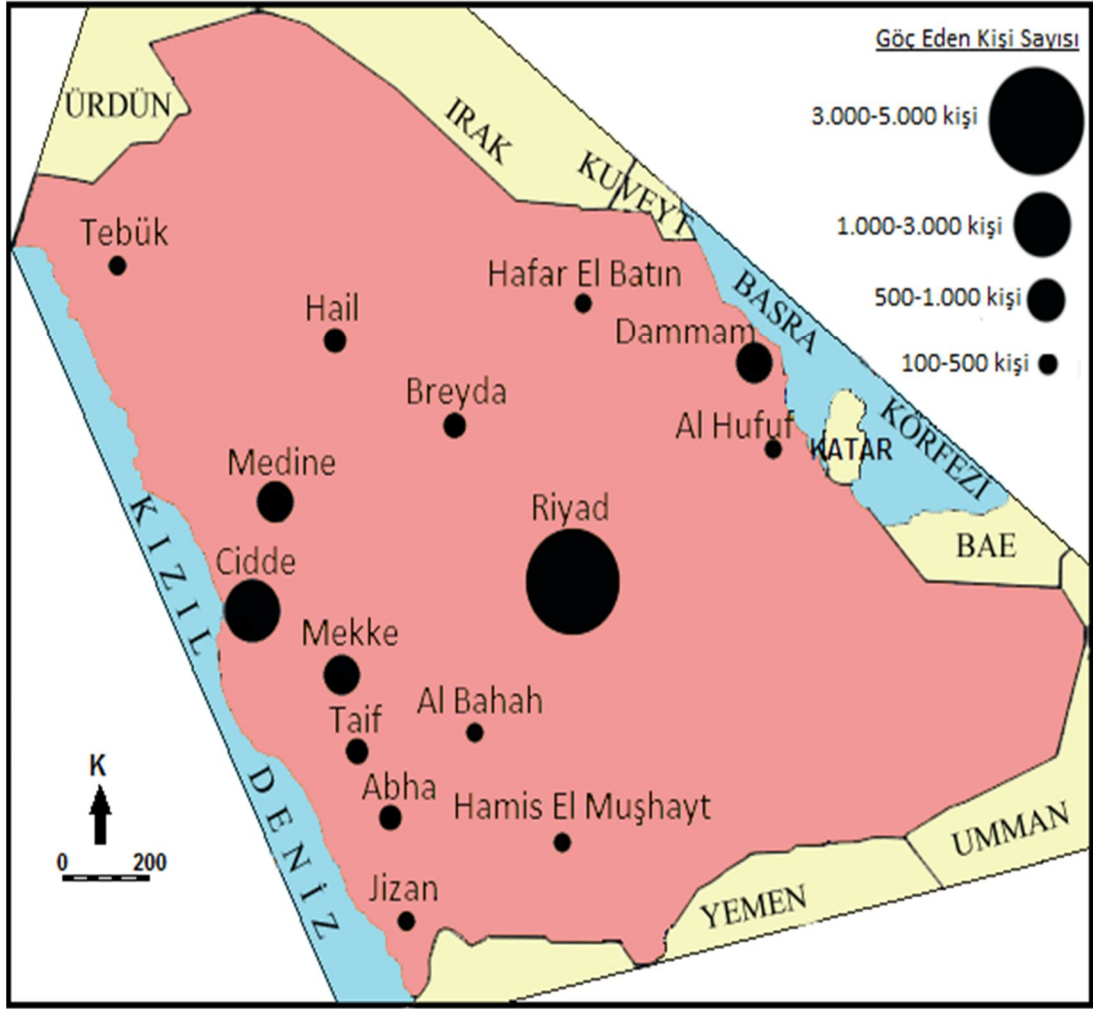 Göç Eden Kişi Sayısı
3.000-5.000 kişi
1.000-3.000 kişi
500-1.000 kişi
100-500 kişi
ÜRDÜN
IRAK
KUVEYT
Tebük
Hafar El Batın
BASRA KÖRFEZI
Hail
Dammam
Breyda
Al Hufuf
KATAR
Medine
Riyad
BAE
Cidde
KIZIL DENİZ
Mekke
Al Bahah
Taif
K
Abha
Hamis El Muşhayt
UMMAN
0 200
Jizan
YEMEN